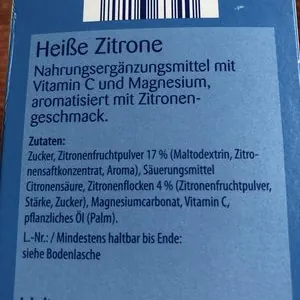 Heiße Zitrone
Nahrungsergänzungsmittel mit
Vitamin C und Magnesium,
aromatisiert mit Zitronen-
geschmack.
Zutaten:
Zucker, Zitronenfruchtpulver 17 % (Maltodextrin, Zitro-
nensaftkonzentrat, Aroma), Säuerungsmittel
Citronensäure, Zitronenflocken 4 % (Zitronenfruchtpulver,
Stärke, Zucker), Magnesiumcarbonat, Vitamin C,
pflanzliches Öl (Palm).
L.-Nr.: / Mindestens haltbar bis Ende:
siehe Bodenlasche